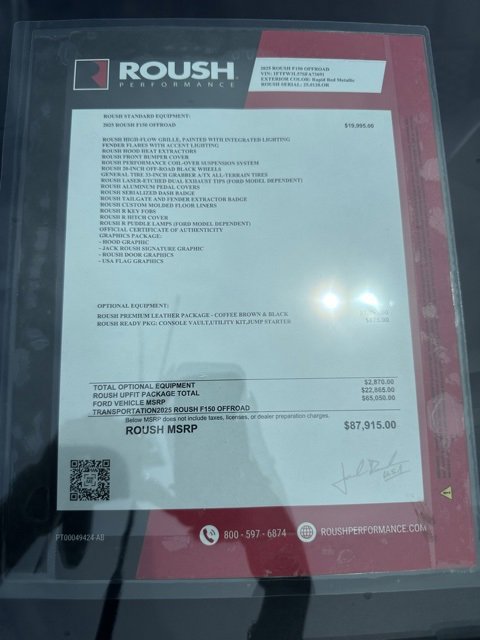 ROUSH
PERFORMANCE
2025 ROUSH F150 OFFROAD
EXTERIOR COLOR: Rapid Red Metallic
ROUSH STANDARD EQUIPMENT:
2025 ROUSH F150 OFFROAD $19,995.00
ROUSH HIGH-FLOW GRILLE, PAINTED WITH INTEGRATED LIGHTING
FENDER FLARES WITH ACCENT LIGHTING
ROUSH HOOD HEAT EXTRACTORS
ROUSH FRONT BUMPER COVER
ROUSH PERFORMANCE COIL-OVER SUSPENSION SYSTEM
ROUSH 20-INCH OFF-ROAD BLACK WHEELS
GENERAL TIRE 33-INCH GRABBER A/TX ALL-TERRAIN TIRES
ROUSH LASER-ETCHED DUAL EXHAUST TIPS (FORD MODEL DEPENDENT)
ROUSH ALUMINUM PEDAL COVERS
ROUSH SERIALIZED DASH BADGE
ROUSH TAILGATE AND FENDER EXTRACTOR BADGE
ROUSH CUSTOM MOLDED FLOOR LINERS
ROUSH R KEY FOBS
ROUSH R HITCH COVER
ROUSH R PUDDLE LAMPS (FORD MODEL DEPENDENT)
OFFICIAL CERTIFICATE OF AUTHENTICITY
GRAPHICS PACKAGE:
- HOOD GRAPHIC
- JACK ROUSH SIGNATURE GRAPHIC
- ROUSH DOOR GRAPHICS
- USA FLAG GRAPHICS
OPTIONAL EQUIPMENT:
ROUSH PREMIUM LEATHER PACKAGE - COFFEE BROWN & BLACK
ROUSH READY PKG: CONSOLE VAULT,UTILITY KIT,JUMP STARTER
TOTAL OPTIONAL EQUIPMENT $2,870.00
ROUSH UPFIT PACKAGE TOTAL $22,865.00
FORD VEHICLE MSRP $65,050.00
TRANSPORTATION2025 ROUSH F150 OFFROAD
Below MSRP does not include taxes, licenses, or dealer preparation charges.
ROUSH MSRP $87,915.00
PT00049424-AB
800 - 597 - 6874
ROUSHPERFORMANCE.COM